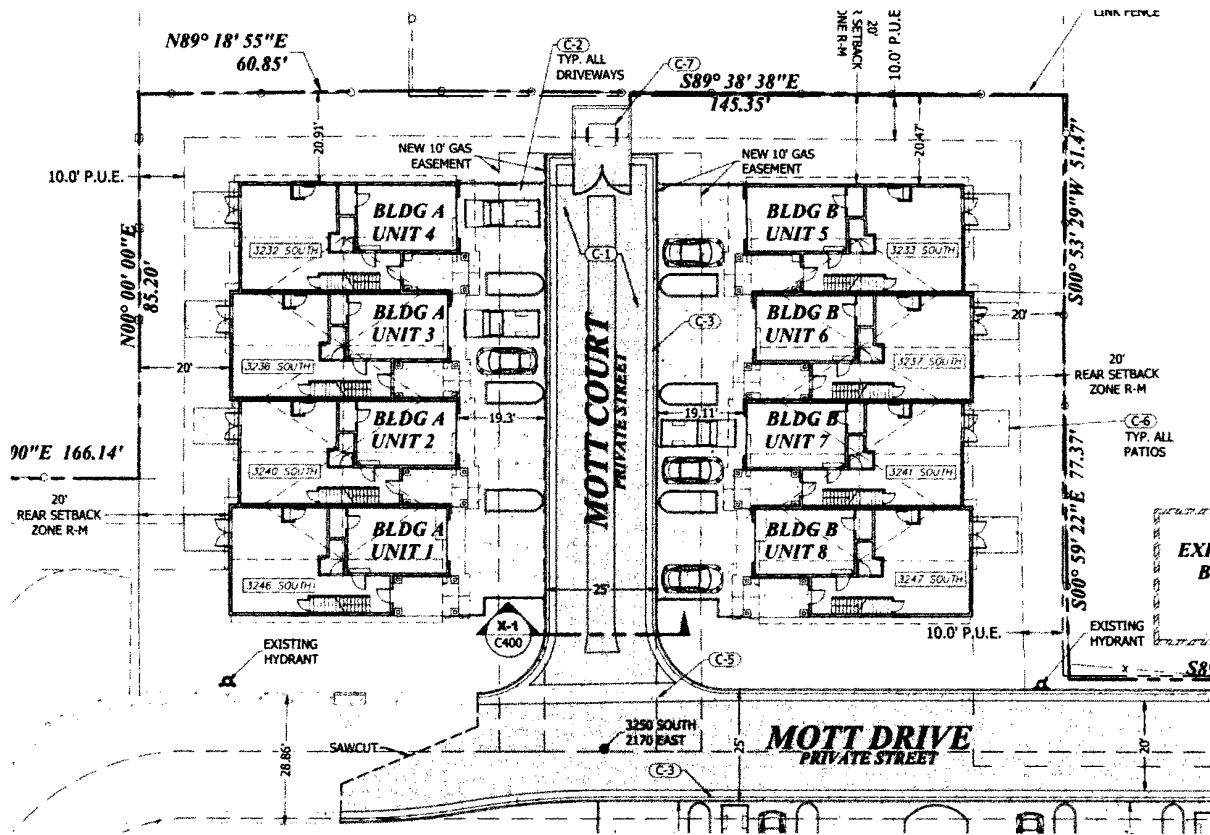 LINK FENCE
N89° 18' 55"E
60.85'
C-2
TYP. ALL
DRIVEWAYS
C-7
S89° 38' 38"E
145.35'
20'
R SETBACK
ONE R-M
10.0' P.U.E.
20.91'
20.47'
NEW 10' GAS
EASEMENT
NEW 10' GAS
EASEMENT
10.0' P.U.E.
N00° 00' 00"E
85.20'
S00° 53' 29"W 51.47'
BLDG A
UNIT 4
3232 SOUTH
BLDG B
UNIT 5
3233 SOUTH
C-1
BLDG A
UNIT 3
3238 SOUTH
BLDG B
UNIT 6
3237 SOUTH
C-3
20'
20'
20'
REAR SETBACK
ZONE R-M
MOTT COURT
PRIVATE STREET
19.3'
19.11'
BLDG A
UNIT 2
3240 SOUTH
BLDG B
UNIT 7
3241 SOUTH
C-6
TYP. ALL
PATIOS
00"E 166.14'
20'
REAR SETBACK
ZONE R-M
S00° 59' 22"E 77.37'
BLDG A
UNIT 1
3246 SOUTH
BLDG B
UNIT 8
3247 SOUTH
25'
X-1
C400
10.0' P.U.E.
EXISTING
HYDRANT
EXISTING
HYDRANT
C-5
3250 SOUTH
2170 EAST
SAWCUT
28.86'
25'
20'
MOTT DRIVE
PRIVATE STREET
C-3